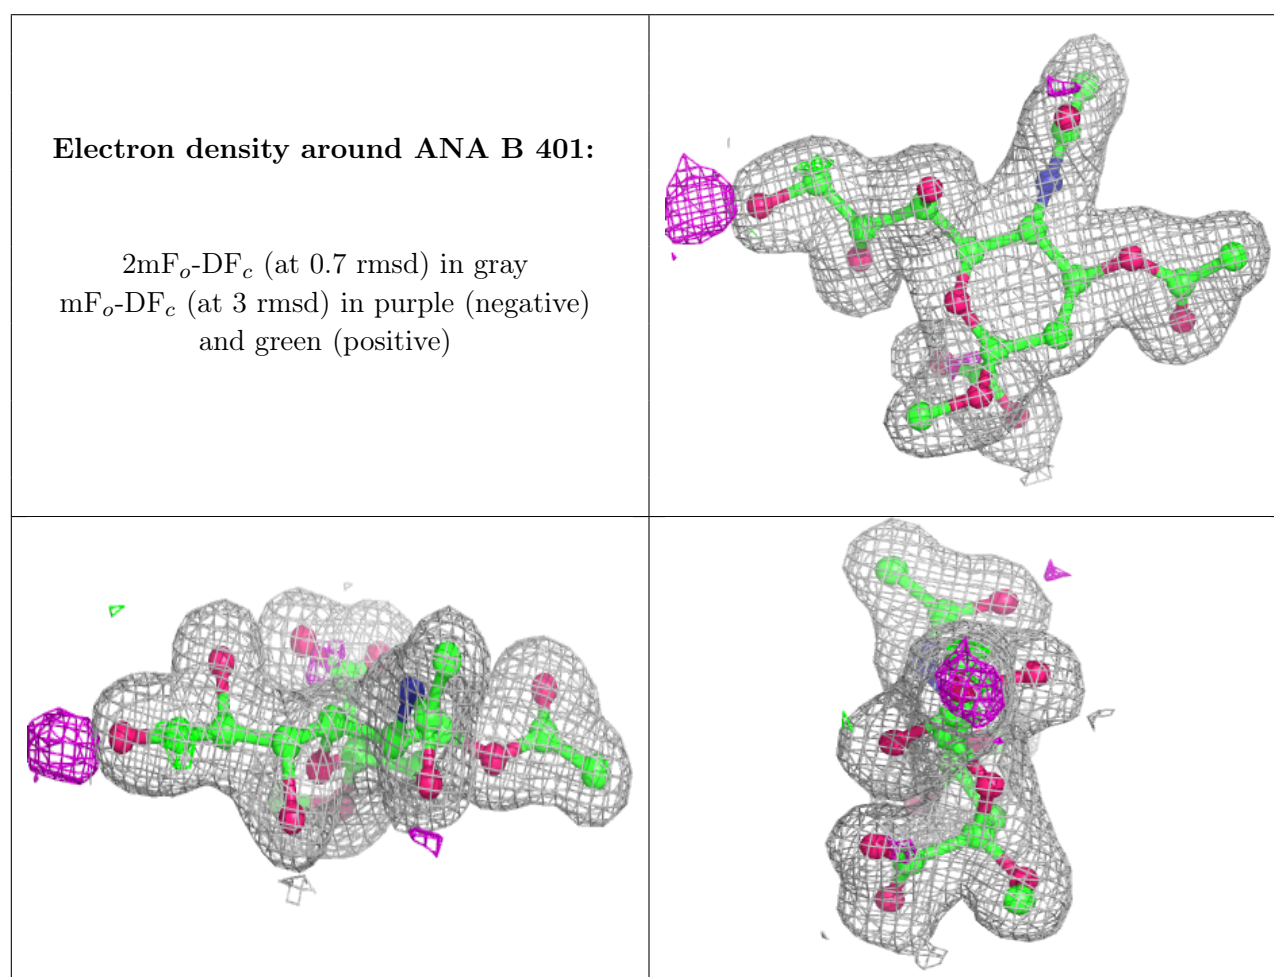 Electron density around ANA B 401:
2mFo-DFc (at 0.7 rmsd) in gray
mFo-DFc (at 3 rmsd) in purple (negative)
and green (positive)